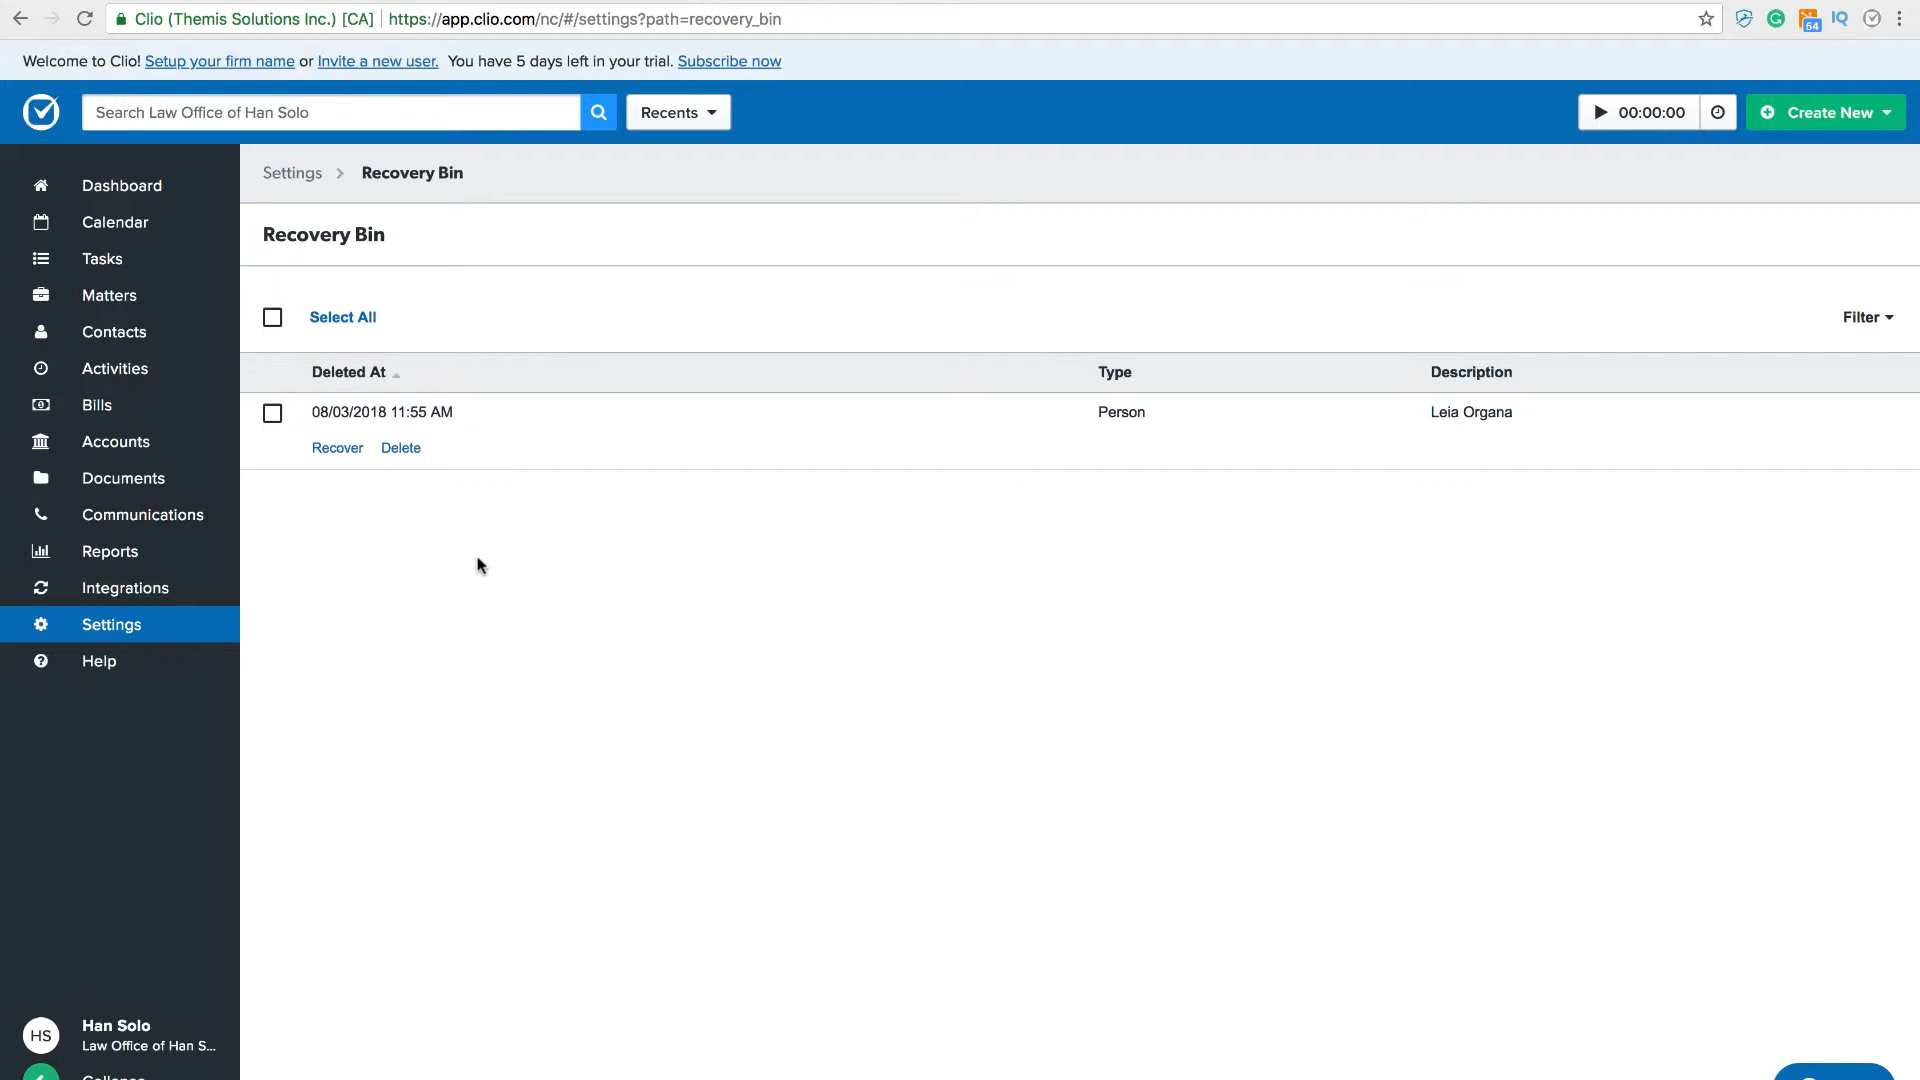 Clio (Themis Solutions Inc.) [CA] https://app.clio.com/nc/#/settings?path=recovery_bin
54
IQ
Welcome to Clio! Setup your firm name or Invite a new user. You have 5 days left in your trial. Subscribe now
Search Law Office of Han Solo
Recents
00:00:00
Create New
Dashboard
Calendar
Tasks
Matters
Contacts
Activities
Bills
Accounts
Documents
Communications
Reports
Integrations
Settings
Help
HS
Han Solo
Law Office of Han S...
Settings
Recovery Bin
Recovery Bin
Select All
Filter
Deleted At Type Description
08/03/2018 11:55 AM Person Leia Organa
Recover Delete